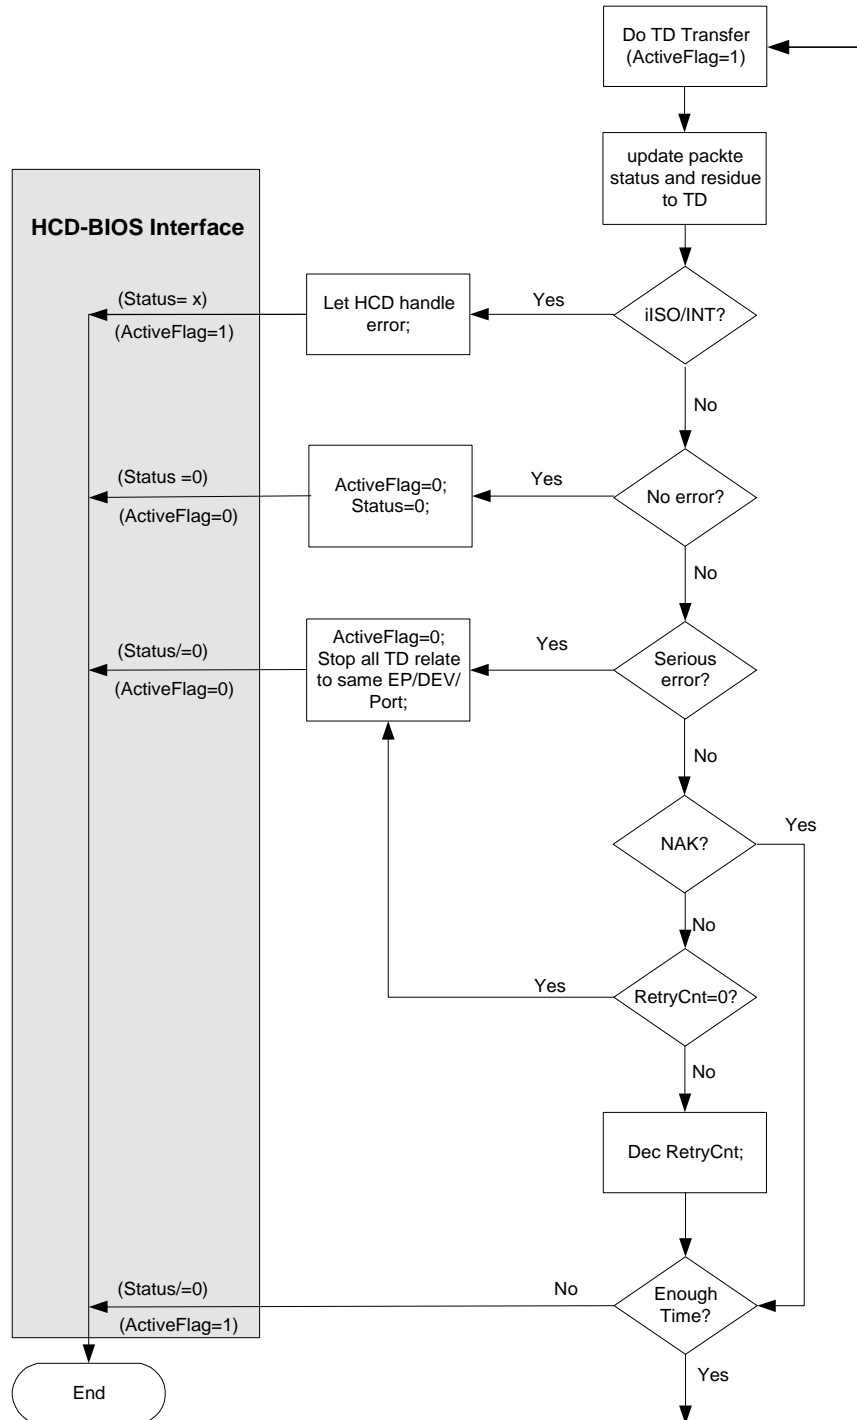 Do TD Transfer
(ActiveFlag=1)
update packte
status and residue
to TD
HCD-BIOS Interface
(Status= x)
(ActiveFlag=1)
Let HCD handle
error;
Yes
iISO/INT?
No
(Status =0)
(ActiveFlag=0)
ActiveFlag=0;
Status=0;
Yes
No error?
No
(Status/=0)
(ActiveFlag=0)
ActiveFlag=0;
Stop all TD relate
to same EP/DEV/
Port;
Yes
Serious
error?
No
NAK?
Yes
No
Yes
RetryCnt=0?
No
Dec RetryCnt;
(Status/=0)
(ActiveFlag=1)
No
Enough
Time?
Yes
End